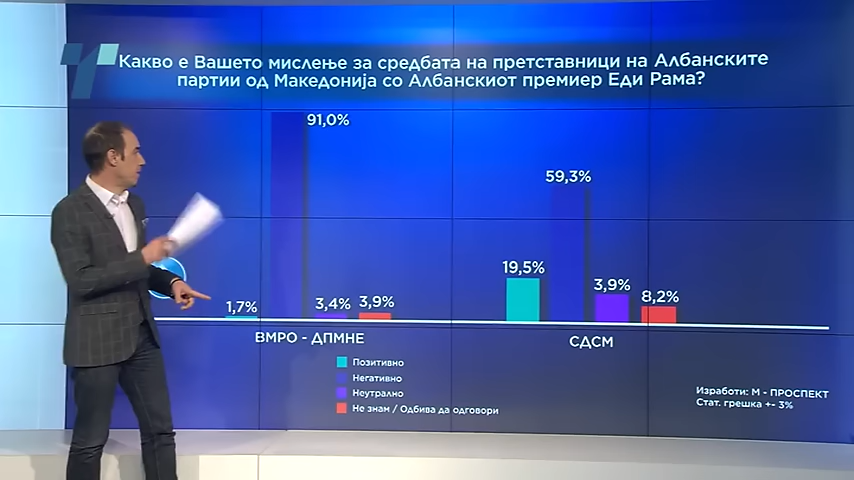 Какво е Вашето мислење за средбата на претставници на Албанските
партии од Македонија со Албанскиот премиер Еди Рама?
91,0%
59,3%
19,5%
1,7%
3,4%
3,9%
3,9%
8,2%
ВМРО - ДПМНЕ
СДСМ
Позитивно
Негативно
Неутрално
Не знам / Одбива да одговори
Изработи: М - ПРОСПЕКТ
Стат. грешка +- 3%